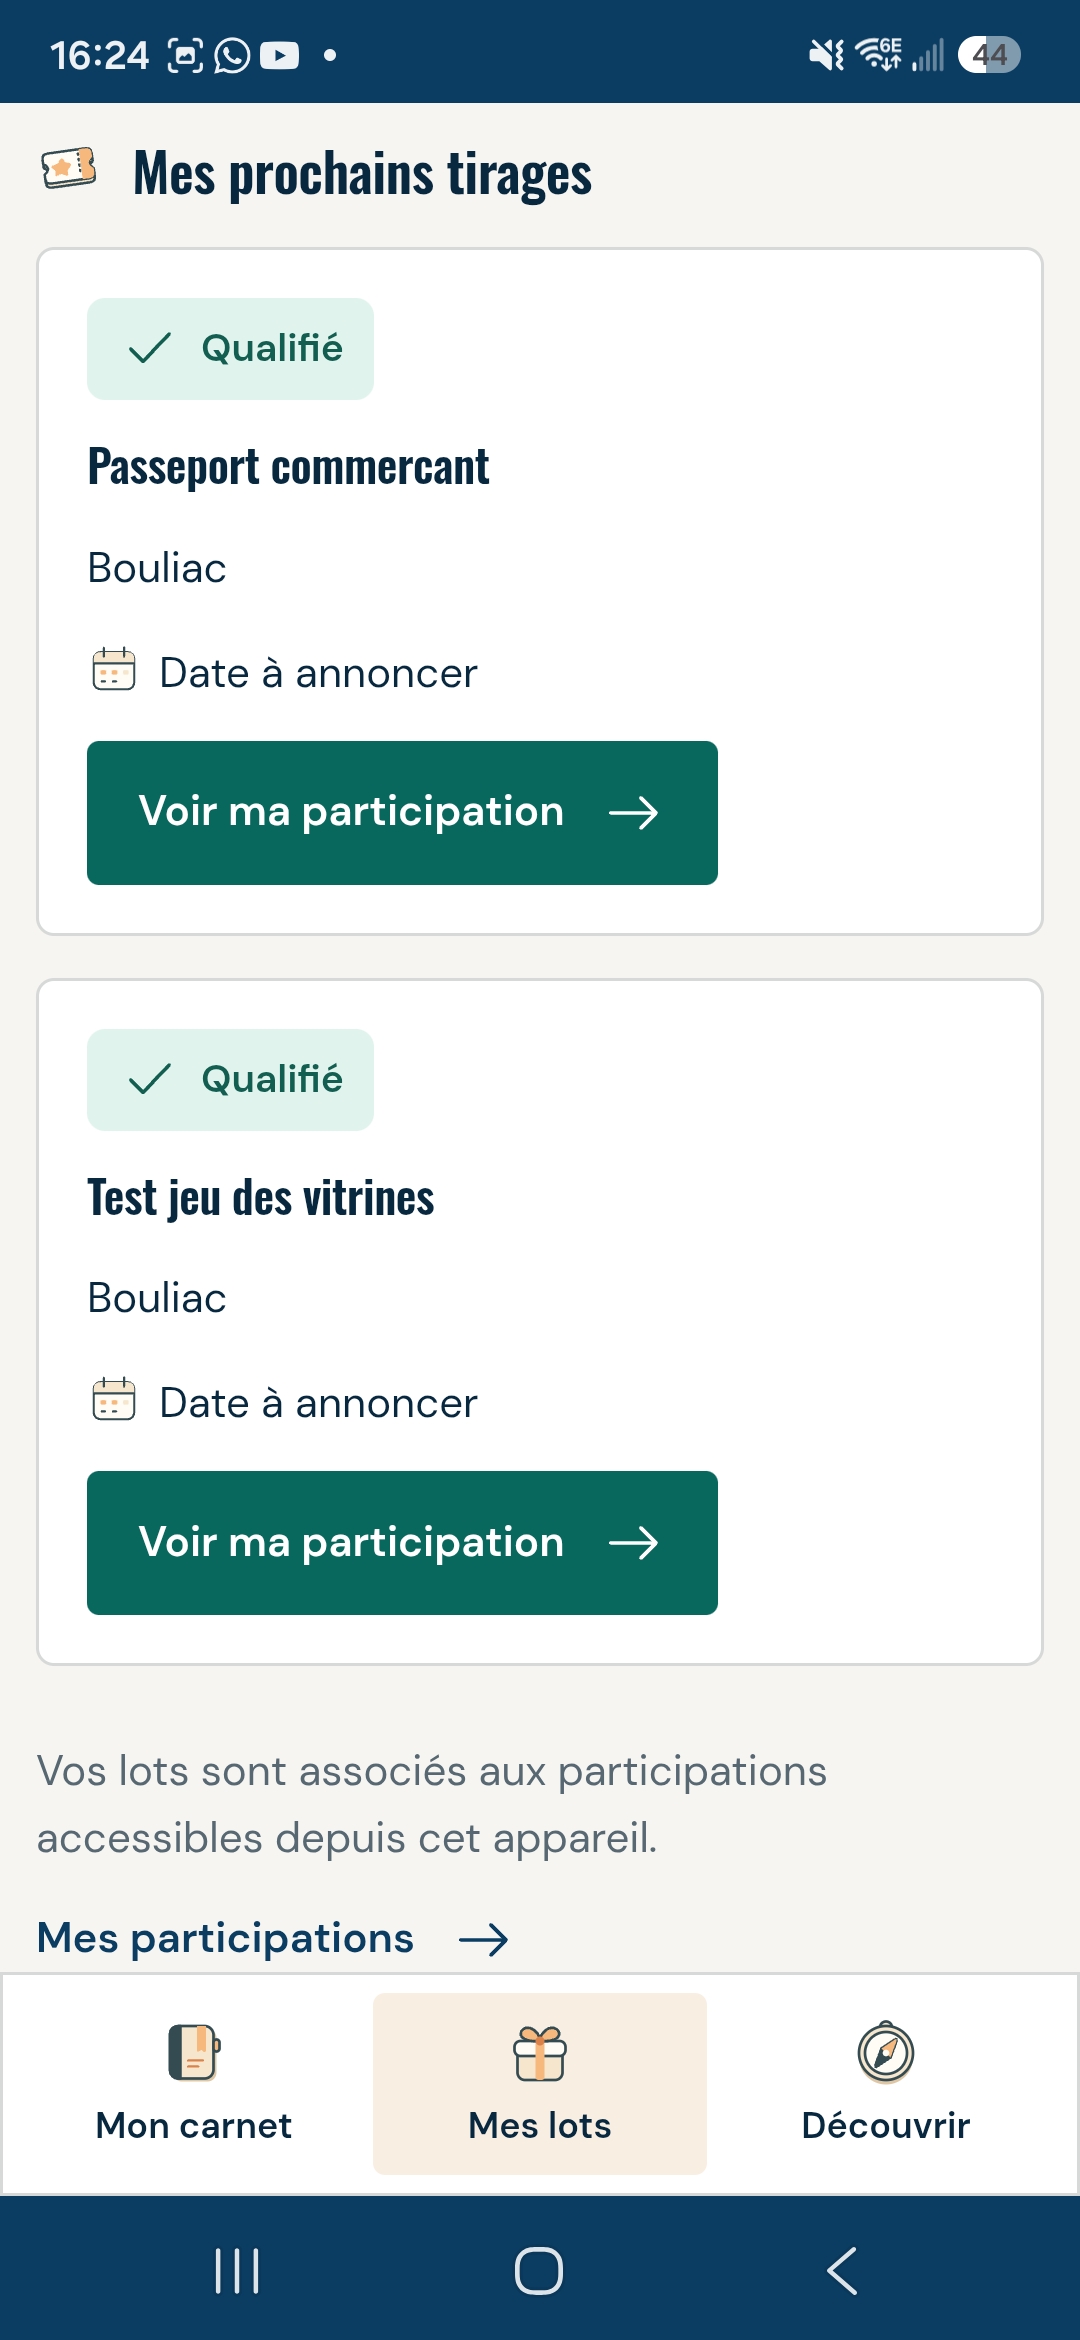 16:24
6E
44
Mes prochains tirages
Qualifié
Passeport commercant
Bouliac
Date à annoncer
Voir ma participation
Qualifié
Test jeu des vitrines
Bouliac
Date à annoncer
Voir ma participation
Vos lots sont associés aux participations
accessibles depuis cet appareil.
Mes participations
Mon carnet
Mes lots
Découvrir